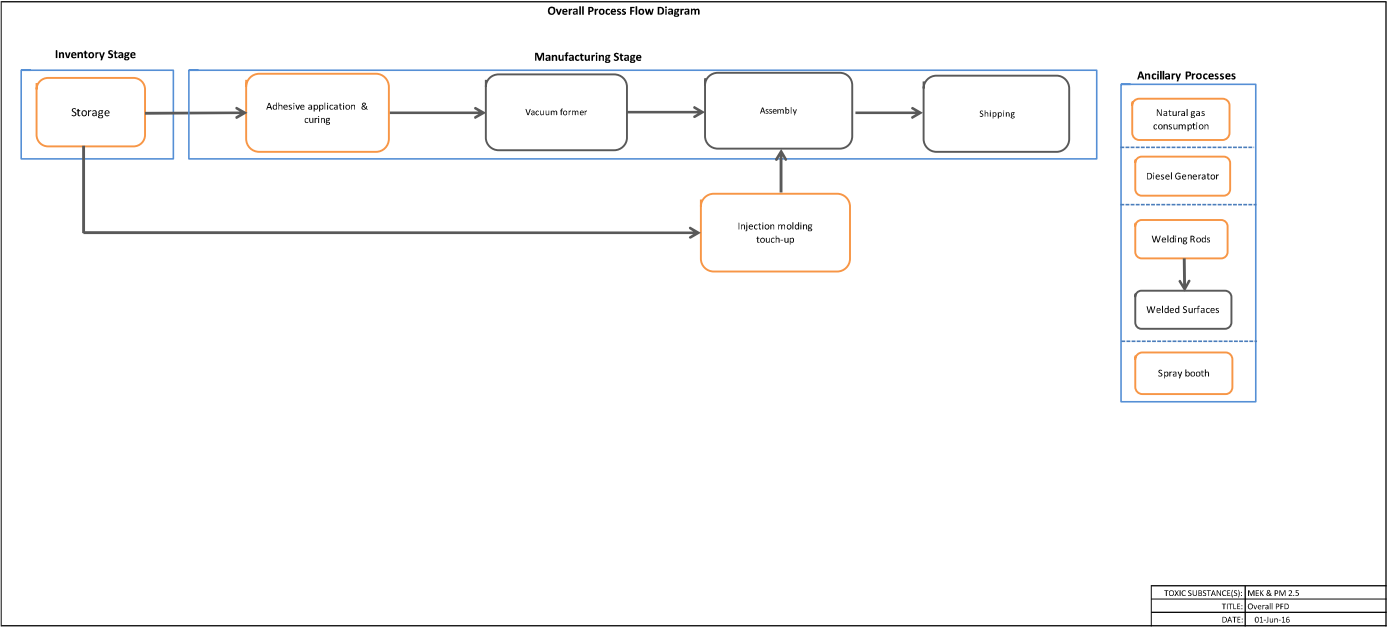 Overall Process Flow Diagram
Inventory Stage
Manufacturing Stage
Ancillary Processes
Storage
Adhesive application &
curing
Vacuum former
Assembly
Shipping
Injection molding
touch-up
Natural gas
consumption
Diesel Generator
Welding Rods
Welded Surfaces
Spray booth
TOXIC SUBSTANCE(S): MEK & PM 2.5
TITLE: Overall PFD
DATE: 01-Jun-16